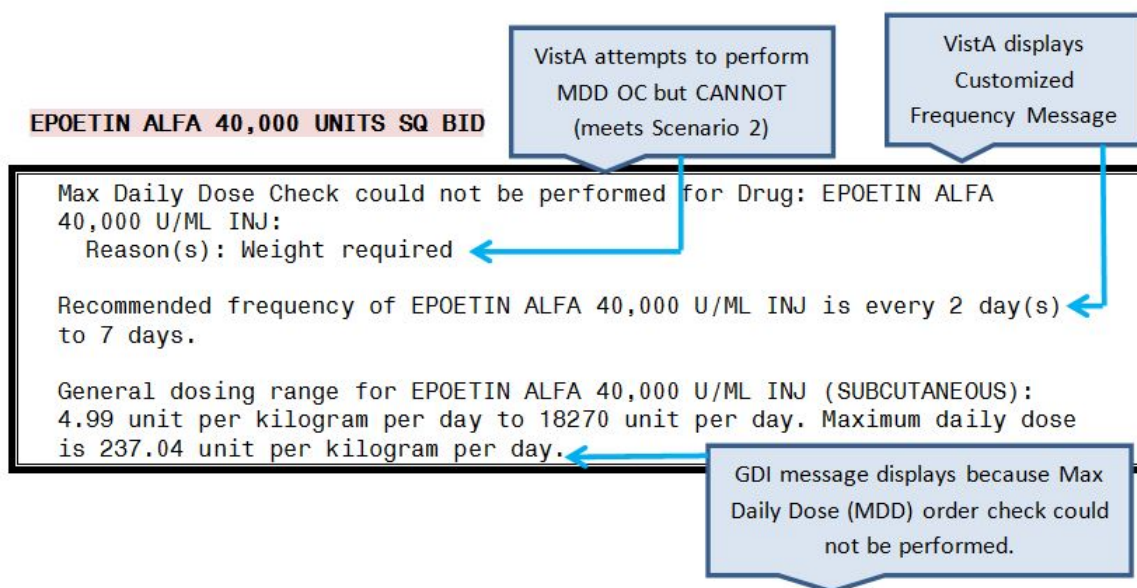 VistA attempts to perform
MDD OC but CANNOT
(meets Scenario 2)
VistA displays
Customized
Frequency Message
EPOETIN ALFA 40,000 UNITS SQ BID
Max Daily Dose Check could not be performed for Drug: EPOETIN ALFA
40,000 U/ML INJ:
Reason(s): Weight required
Recommended frequency of EPOETIN ALFA 40,000 U/ML INJ is every 2 day(s)
to 7 days.
General dosing range for EPOETIN ALFA 40,000 U/ML INJ (SUBCUTANEOUS):
4.99 unit per kilogram per day to 18270 unit per day. Maximum daily dose
is 237.04 unit per kilogram per day.
GDI message displays because Max
Daily Dose (MDD) order check could
not be performed.